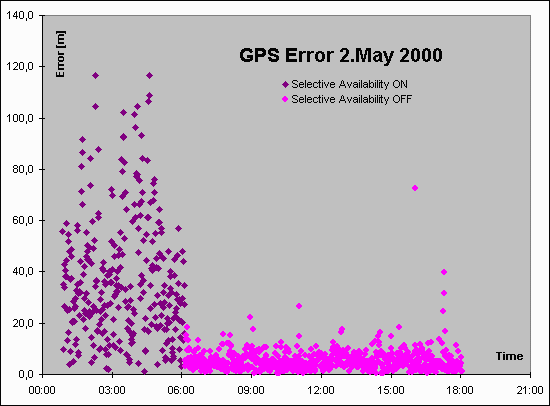 140,0
Error [m]
GPS Error 2.May 2000
120,0
Selective Availability ON
Selective Availability OFF
100,0
80,0
60,0
40,0
20,0
Time
0,0
00:00 03:00 06:00 09:00 12:00 15:00 18:00 21:00